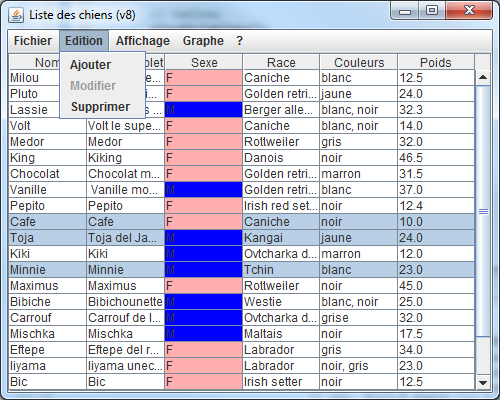 Liste des chiens (v8)
Fichier Edition Affichage Graphe ?
Ajouter
Modifier
Supprimer
Nom plet Sexe Race Couleurs Poids
Milou F Caniche blanc 12.5
Pluto F Golden retri... jaune 24.0
Lassie M Berger alle... blanc, noir 32.3
Volt Volt le supe... F Caniche blanc, noir 14.0
Medor Medor F Rottweiler gris 32.0
King Kiking F Danois noir 46.5
Chocolat Chocolat m... F Golden retri... marron 31.5
Vanille Vanille mo... M Golden retri... blanc 37.0
Pepito Pepito F Irish red set... noir 12.4
Cafe Cafe F Caniche noir 10.0
Toja Toja del Ja... M Kangai jaune 24.0
Kiki Kiki M Ovtcharka d... marron 12.0
Minnie Minnie M Tchin blanc 23.0
Maximus Maximus F Rottweiler noir 45.0
Bibiche Bibichounette M Westie blanc, noir 25.0
Carrouf Carrouf de l... M Ovtcharka d... grise 32.0
Mischka Mischka M Maltais noir 17.5
Eftepe Eftepe del r... F Labrador gris 34.0
Iiyama Iiyama unec... F Labrador noir, gris 23.0
Bic Bic F Irish setter noir 12.5